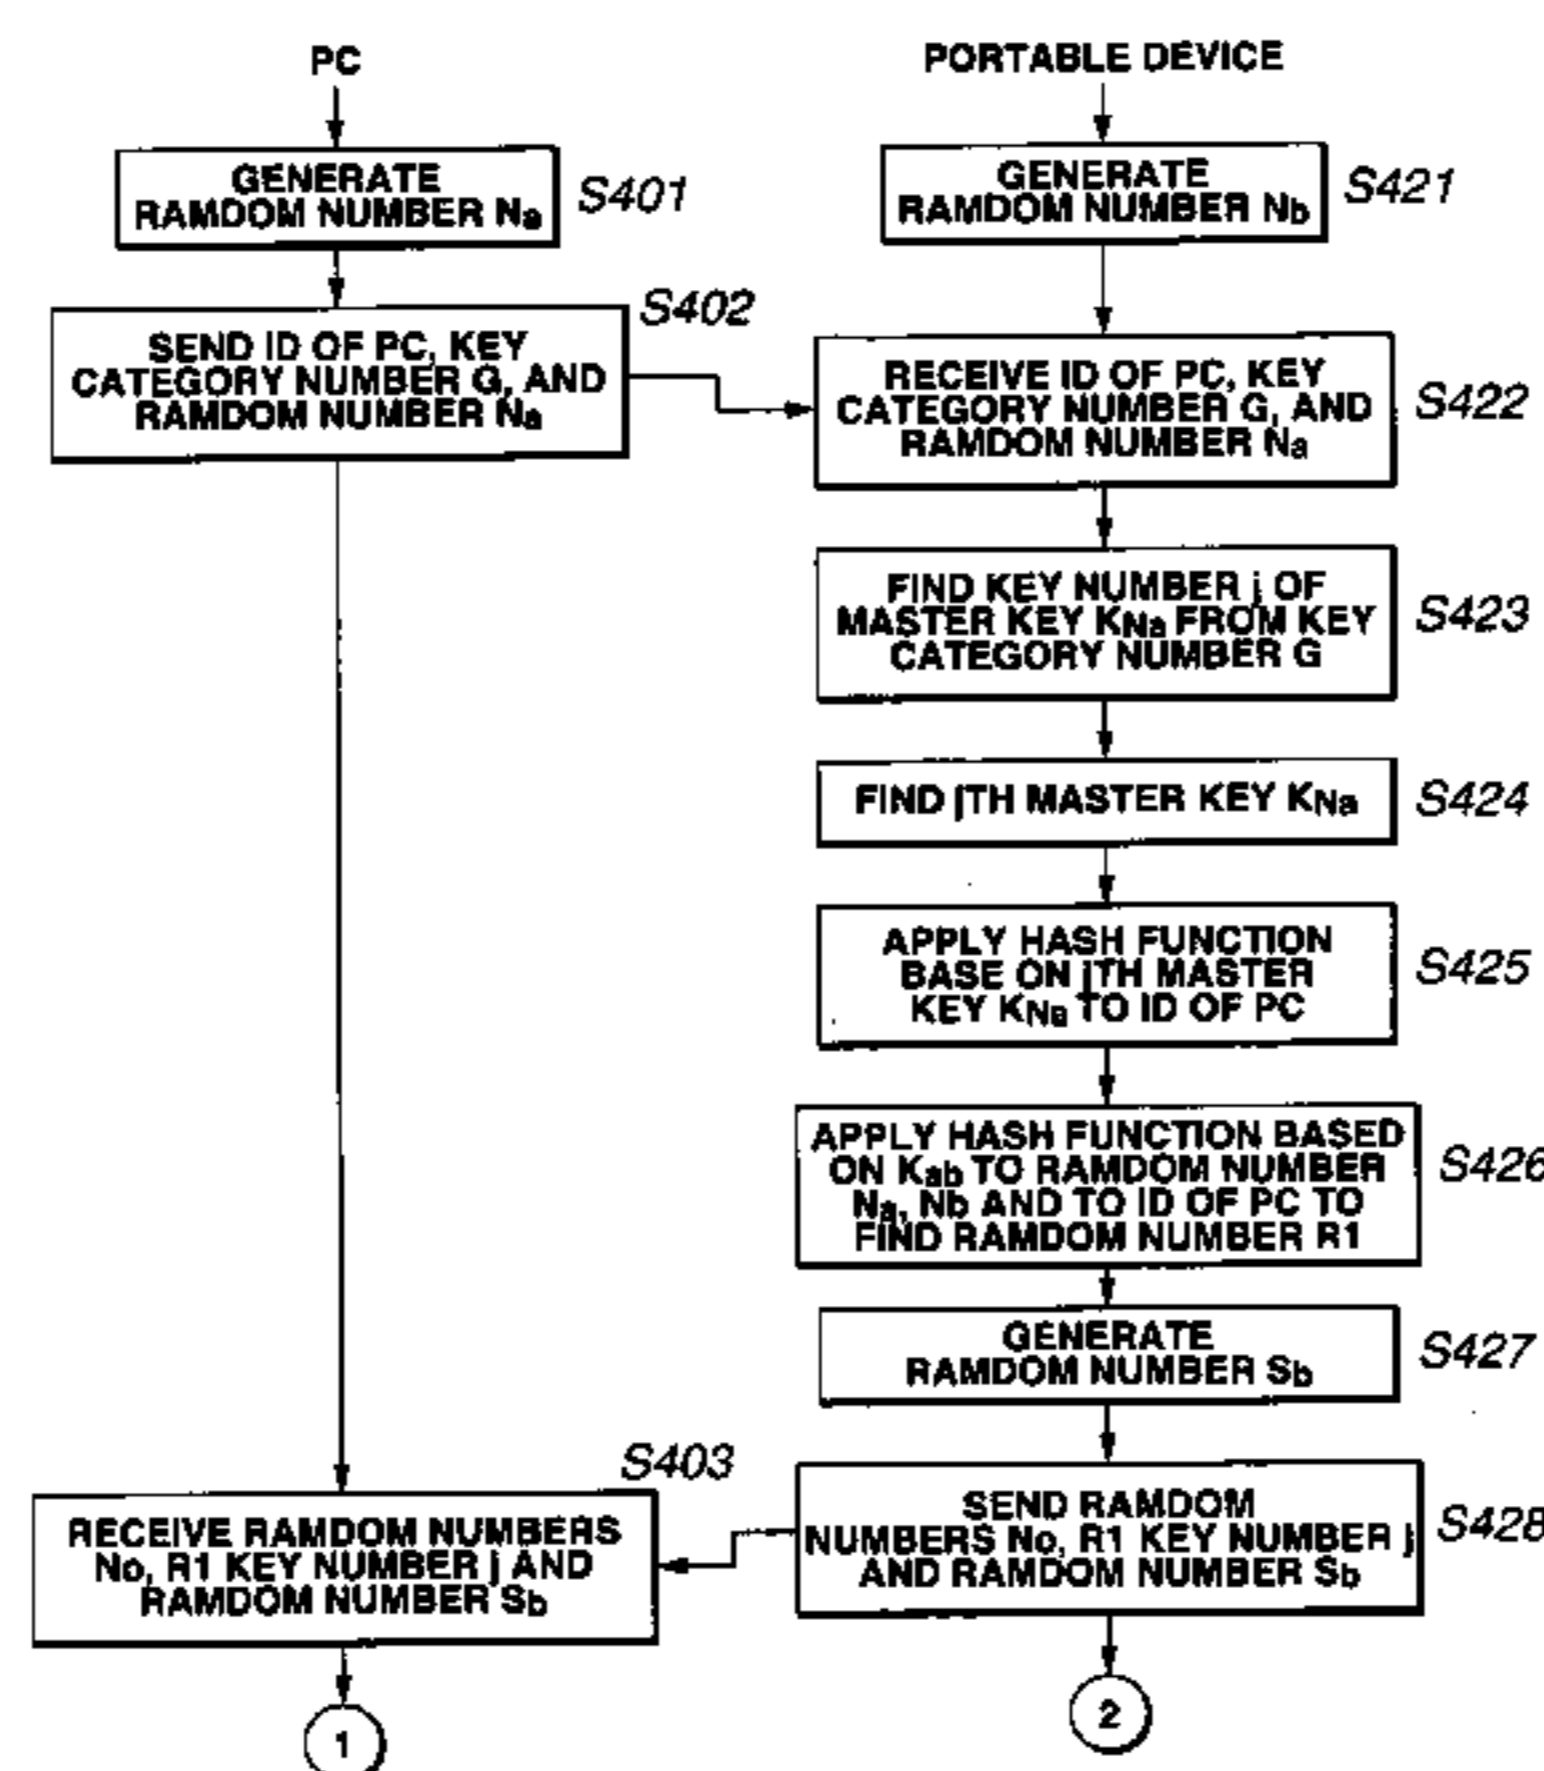 PC
GENERATE
RAMDOM NUMBER Na
S401
SEND ID OF PC, KEY
CATEGORY NUMBER G, AND
RAMDOM NUMBER Na
S402
PORTABLE DEVICE
GENERATE
RAMDOM NUMBER Nb
S421
RECEIVE ID OF PC, KEY
CATEGORY NUMBER G, AND
RAMDOM NUMBER Na
S422
FIND KEY NUMBER j OF
MASTER KEY KNa FROM KEY
CATEGORY NUMBER G
S423
FIND jTH MASTER KEY KNa
S424
APPLY HASH FUNCTION
BASE ON jTH MASTER
KEY KNa TO ID OF PC
S425
APPLY HASH FUNCTION BASED
ON Kab TO RAMDOM NUMBER
Na, Nb AND TO ID OF PC TO
FIND RAMDOM NUMBER R1
S426
GENERATE
RAMDOM NUMBER Sb
S427
SEND RAMDOM
NUMBERS No, R1 KEY NUMBER j
AND RAMDOM NUMBER Sb
S428
S403
RECEIVE RAMDOM NUMBERS
No, R1 KEY NUMBER j AND
RAMDOM NUMBER Sb
1
2